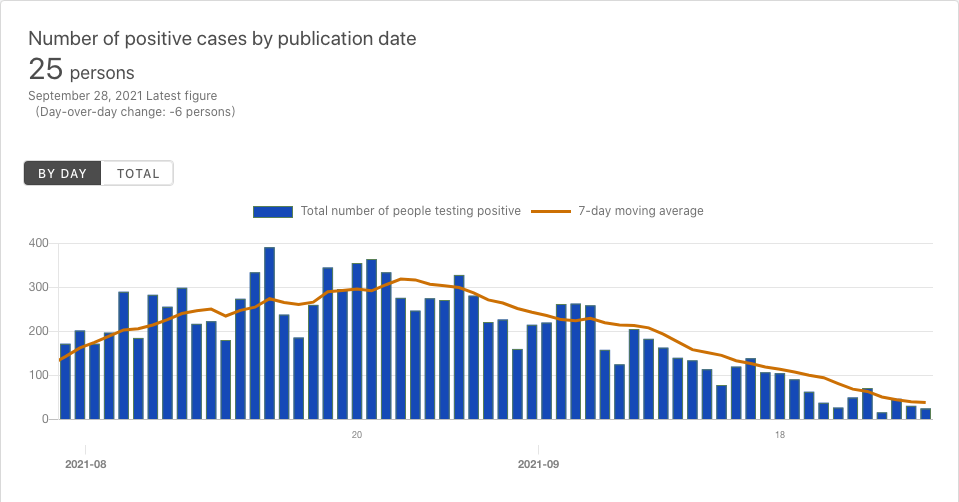 Number of positive cases by publication date
25 persons
September 28, 2021 Latest figure
(Day-over-day change: -6 persons)
BY DAY TOTAL
Total number of people testing positive 7-day moving average
400
300
200
100
0
20 18
2021-08 2021-09